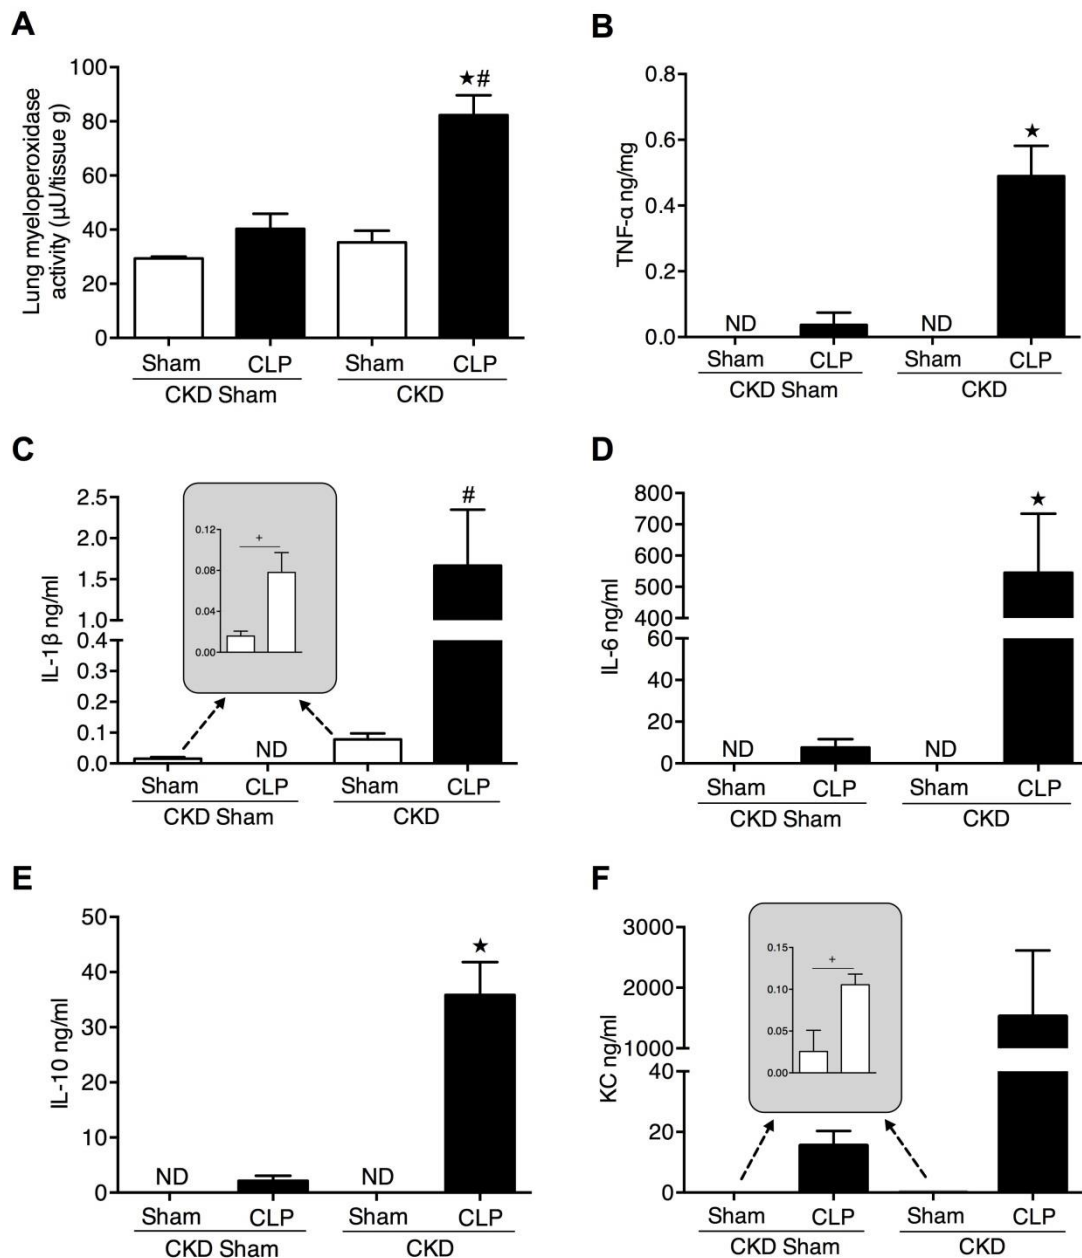 A
Lung myeloperoxidase
activity (µU/tissue g)
100
80
60
40
20
0
★#
Sham CLP Sham CLP
CKD Sham CKD
B
TNF-α ng/mg
0.8
0.6
0.4
0.2
0.0
★
ND ND
Sham CLP Sham CLP
CKD Sham CKD
C
IL-1β ng/ml
2.5
2.0
1.5
1.0
0.4
0.3
0.2
0.1
0.0
0.12
0.08
0.04
0.00
+
#
ND
Sham CLP Sham CLP
CKD Sham CKD
D
IL-6 ng/ml
800
700
600
500
400
60
40
20
0
★
ND ND
Sham CLP Sham CLP
CKD Sham CKD
E
IL-10 ng/ml
50
40
30
20
10
0
★
ND ND
Sham CLP Sham CLP
CKD Sham CKD
F
KC ng/ml
3000
2000
1000
40
20
0
0.15
0.10
0.05
0.00
+
Sham CLP Sham CLP
CKD Sham CKD